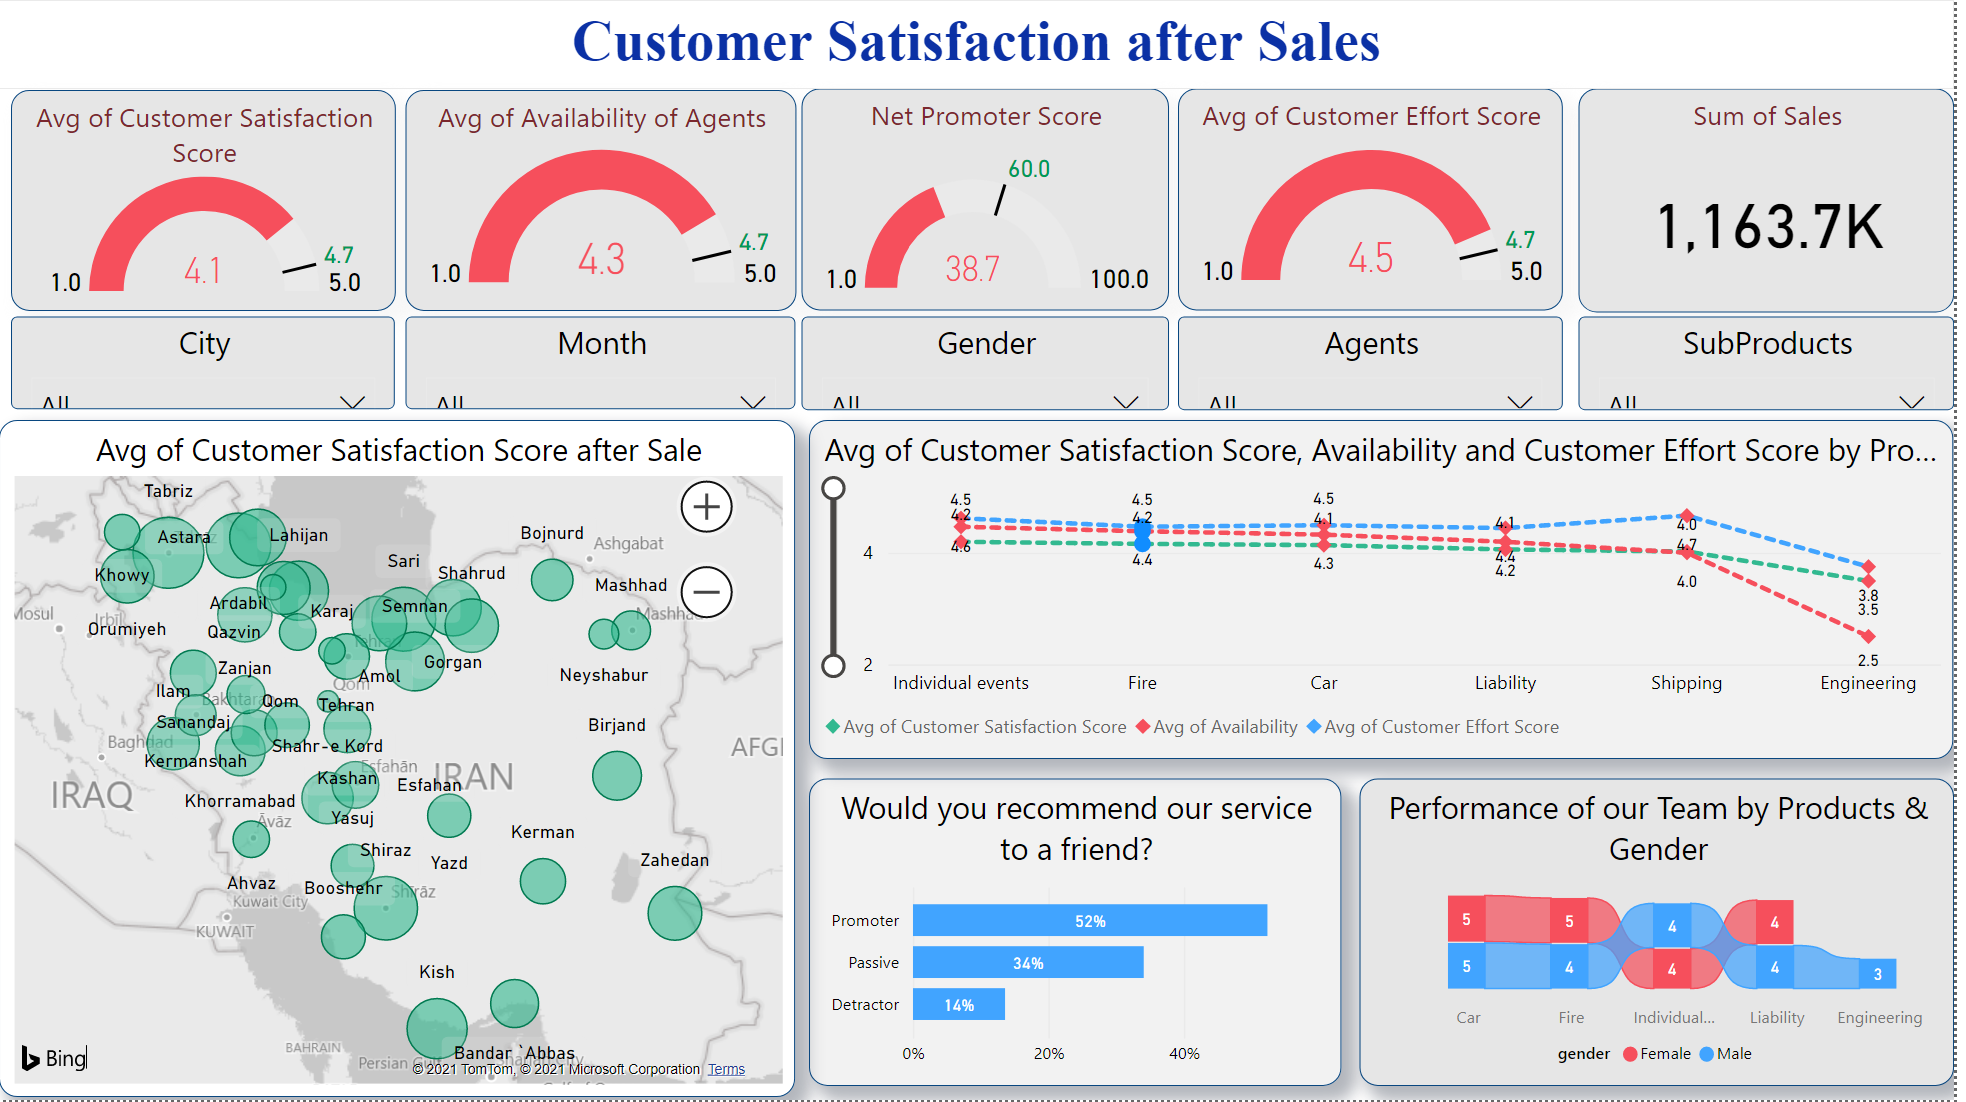 Customer Satisfaction after Sales
Avg of Customer Satisfaction
Score
1.0
4.1
4.7
5.0
Avg of Availability of Agents
1.0
4.3
4.7
5.0
Net Promoter Score
60.0
1.0
38.7
100.0
Avg of Customer Effort Score
1.0
4.5
4.7
5.0
Sum of Sales
1,163.7K
City
All
Month
All
Gender
All
Agents
All
SubProducts
All
Avg of Customer Satisfaction Score after Sale
Tabriz
Astara
Lahijan
Bojnurd
Ashgabat
Sari
Shahrud
Khowy
Mashhad
Ardabil
Karaj
Semnan
Mosul
Irbil
Orumiyeh
Qazvin
Gorgan
Zanjan
Amol
Neyshabur
Ilam
Qom
Qom
Tehran
Sanandaj
Birjand
Baghdad
Shahr-e Kord
AFGI
Kermanshah
Esfahān
IRAN
Kashan
Esfahan
IRAQ
Khorramabad
Yasuj
Kerman
Shiraz
Yazd
Zahedan
Ahvaz
Booshehr
Shīrāz
Kuwait City
KUWAIT
Kish
BAHRAIN
Bandar `Abbas
Persian Gulf
Bing
© 2021 TomTom, © 2021 Microsoft Corporation Terms
Avg of Customer Satisfaction Score, Availability and Customer Effort Score by Pro...
4.5
4.2
4.6
4.5
4.2
4.4
4.5
4.1
4.3
4.1
4.4
4.2
4.0
4.7
4.0
3.8
3.5
2.5
4
2
Individual events
Fire
Car
Liability
Shipping
Engineering
Avg of Customer Satisfaction Score
Avg of Availability
Avg of Customer Effort Score
Would you recommend our service
to a friend?
Promoter
52%
Passive
34%
Detractor
14%
0%
20%
40%
Performance of our Team by Products &
Gender
5
5
4
4
5
4
4
4
3
Car
Fire
Individual...
Liability
Engineering
gender
Female
Male